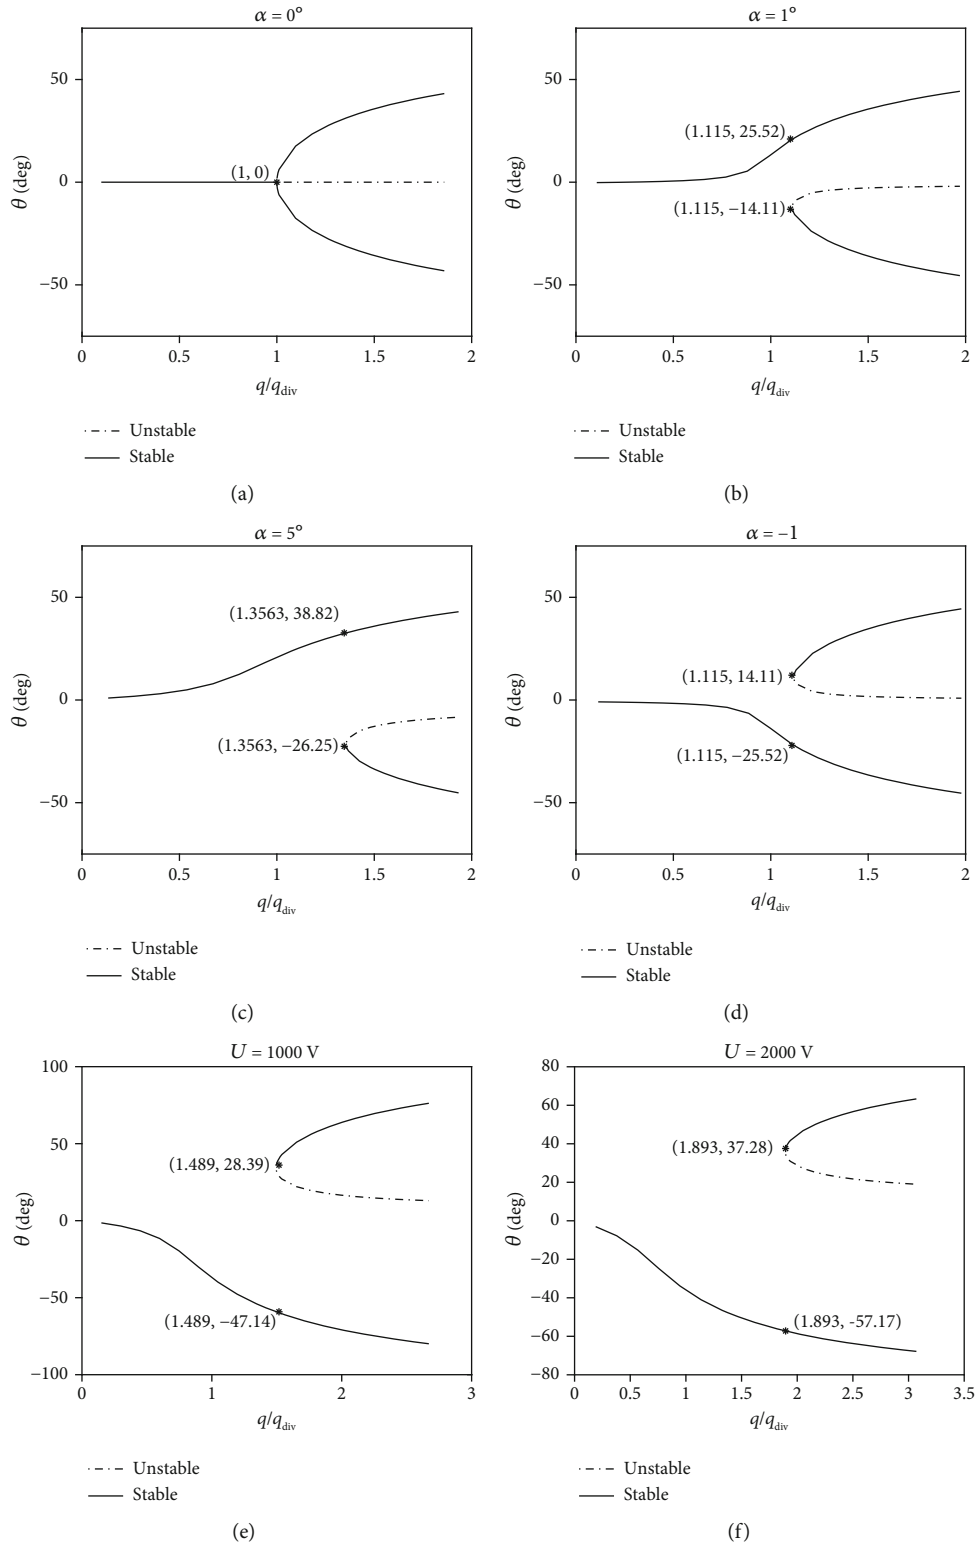 α = 0°
50
0
−50
θ (deg)
(1, 0)
0
0.5
1
1.5
2
q/q_div
Unstable
Stable
(a)
α = 1°
50
0
−50
θ (deg)
(1.115, 25.52)
(1.115, −14.11)
0
0.5
1
1.5
2
q/q_div
Unstable
Stable
(b)
α = 5°
50
0
−50
θ (deg)
(1.3563, 38.82)
(1.3563, −26.25)
0
0.5
1
1.5
2
q/q_div
Unstable
Stable
(c)
α = −1
50
0
−50
θ (deg)
(1.115, 14.11)
(1.115, −25.52)
0
0.5
1
1.5
2
q/q_div
Unstable
Stable
(d)
U = 1000 V
100
50
0
−50
−100
θ (deg)
(1.489, 28.39)
(1.489, −47.14)
0
1
2
3
q/q_div
Unstable
Stable
(e)
U = 2000 V
80
60
40
20
0
−20
−40
−60
−80
θ (deg)
(1.893, 37.28)
(1.893, -57.17)
0
0.5
1
1.5
2
2.5
3
3.5
q/q_div
Unstable
Stable
(f)